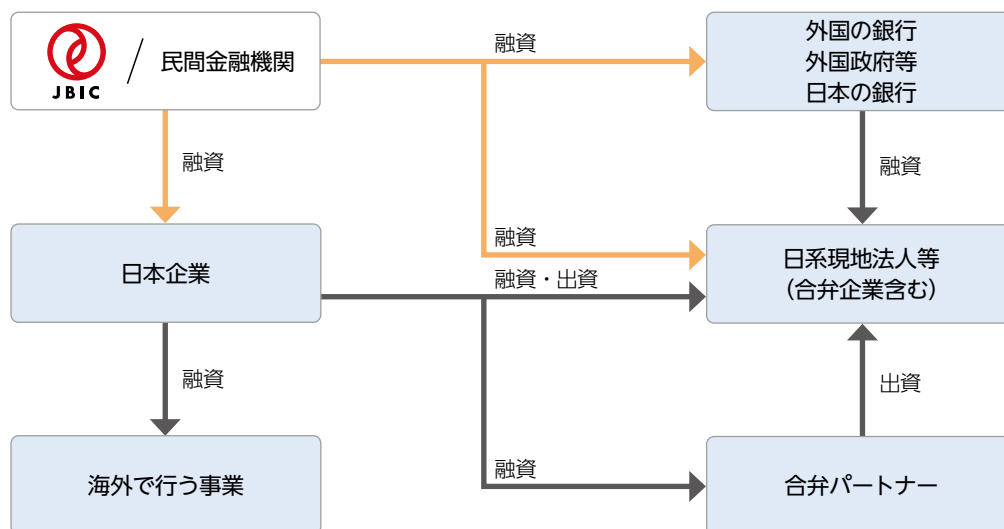 JBIC
民間金融機関
融資
外国の銀行
外国政府等
日本の銀行
融資
融資
融資
日本企業
融資・出資
日系現地法人等
(合弁企業含む)
融資
出資
海外で行う事業
融資
合弁パートナー